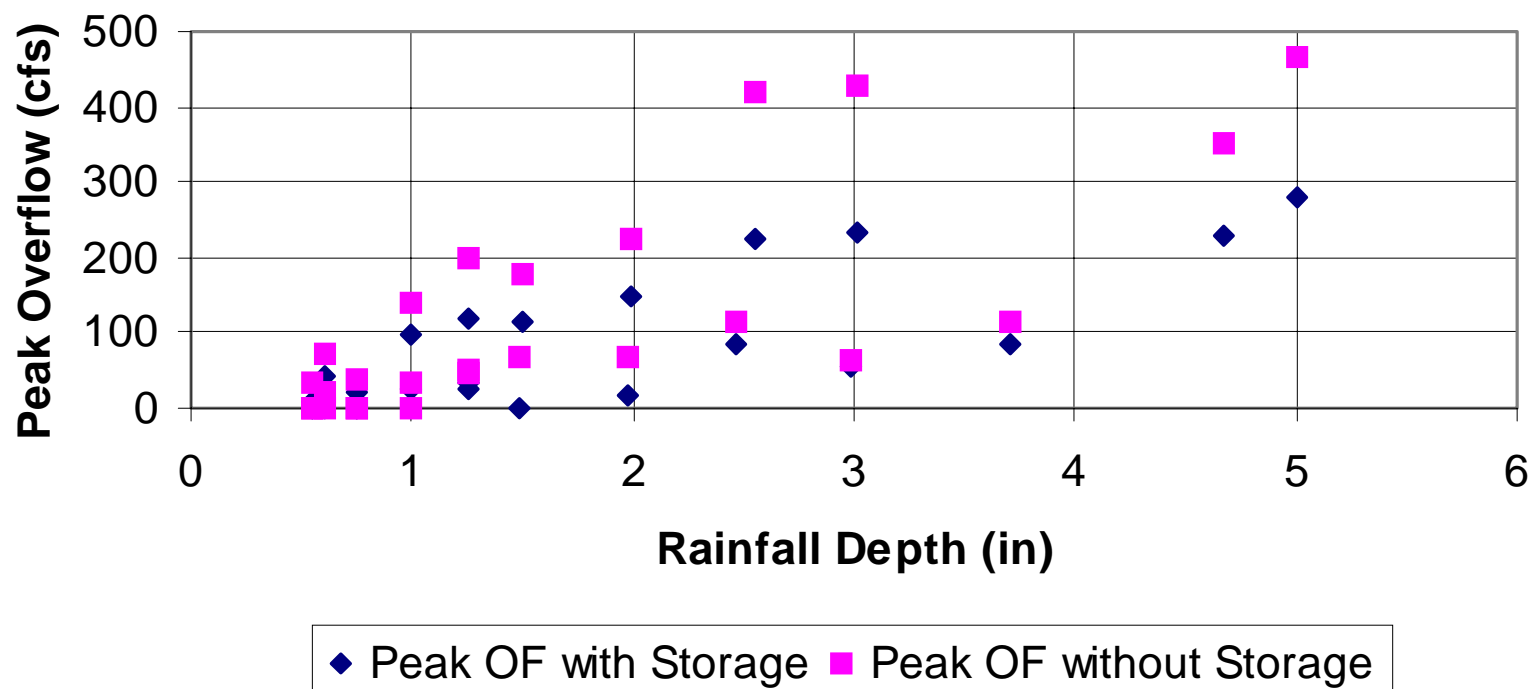 Peak Overflow (cfs)
500
400
300
200
100
0
0 1 2 3 4 5 6
Rainfall Depth (in)
Peak OF with Storage Peak OF without Storage